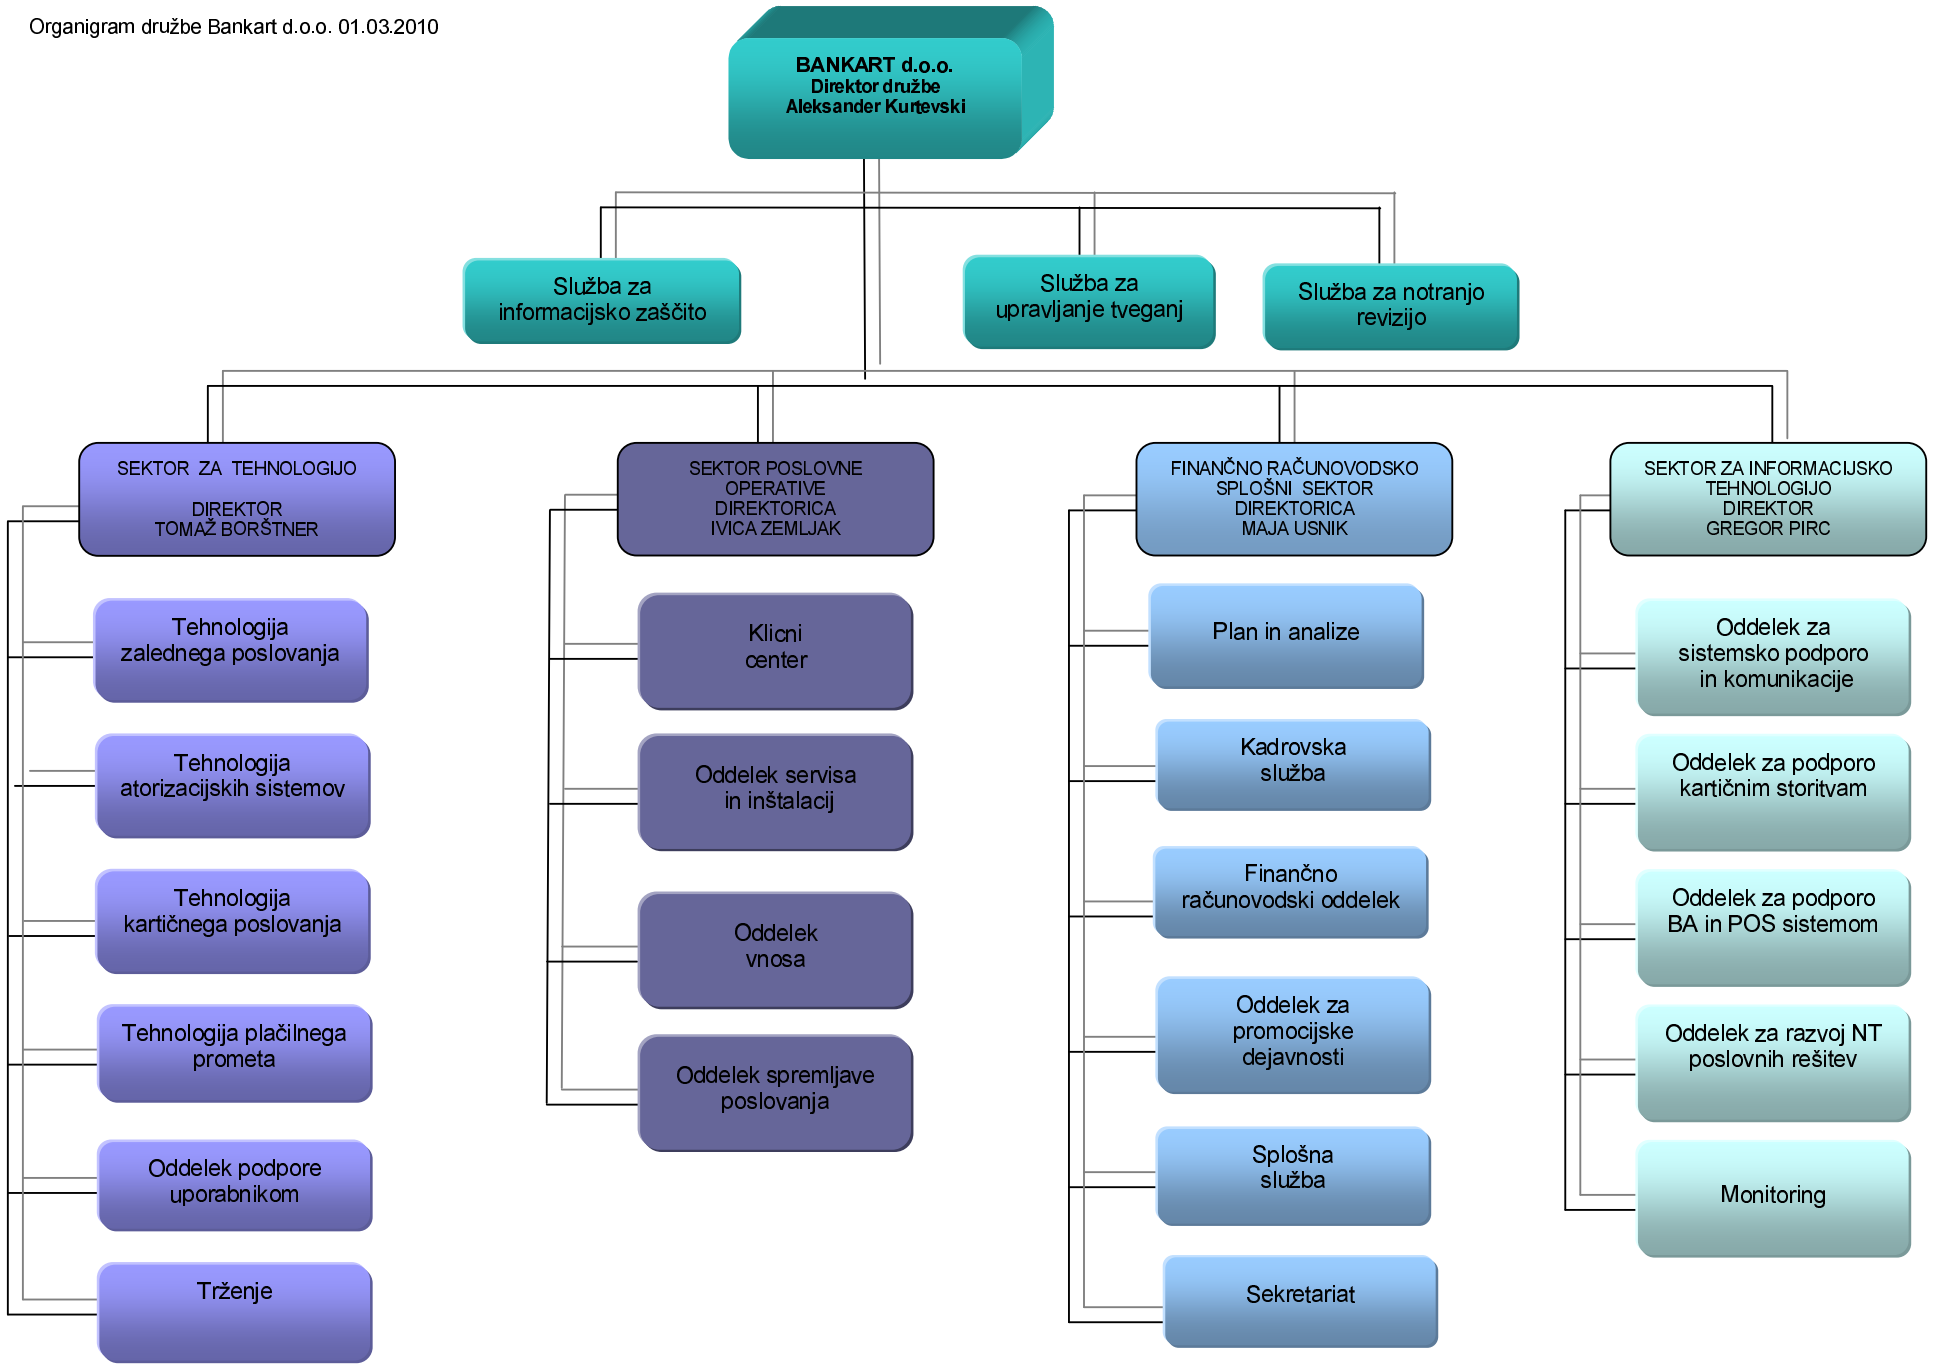 Organigram družbe Bankart d.o.o. 01.03.2010
BANKART d.o.o.
Direktor družbe
Aleksander Kurtevski
Služba za
informacijsko zaščito
Služba za
upravljanje tveganj
Služba za notranjo
revizijo
SEKTOR ZA TEHNOLOGIJO
DIREKTOR
TOMAŽ BORŠTNER
SEKTOR POSLOVNE
OPERATIVE
DIREKTORICA
IVICA ZEMLJAK
FINANČNO RAČUNOVODSKO
SPLOŠNI SEKTOR
DIREKTORICA
MAJA USNIK
SEKTOR ZA INFORMACIJSKO
TEHNOLOGIJO
DIREKTOR
GREGOR PIRC
Tehnologija
zalednega poslovanja
Tehnologija
atorizacijskih sistemov
Tehnologija
kartičnega poslovanja
Tehnologija plačilnega
prometa
Oddelek podpore
uporabnikom
Trženje
Klicni
center
Oddelek servisa
in inštalacij
Oddelek
vnosa
Oddelek spremljave
poslovanja
Plan in analize
Kadrovska
služba
Finančno
računovodski oddelek
Oddelek za
promocijske
dejavnosti
Splošna
služba
Sekretariat
Oddelek za
sistemsko podporo
in komunikacije
Oddelek za podporo
kartičnim storitvam
Oddelek za podporo
BA in POS sistemom
Oddelek za razvoj NT
poslovnih rešitev
Monitoring